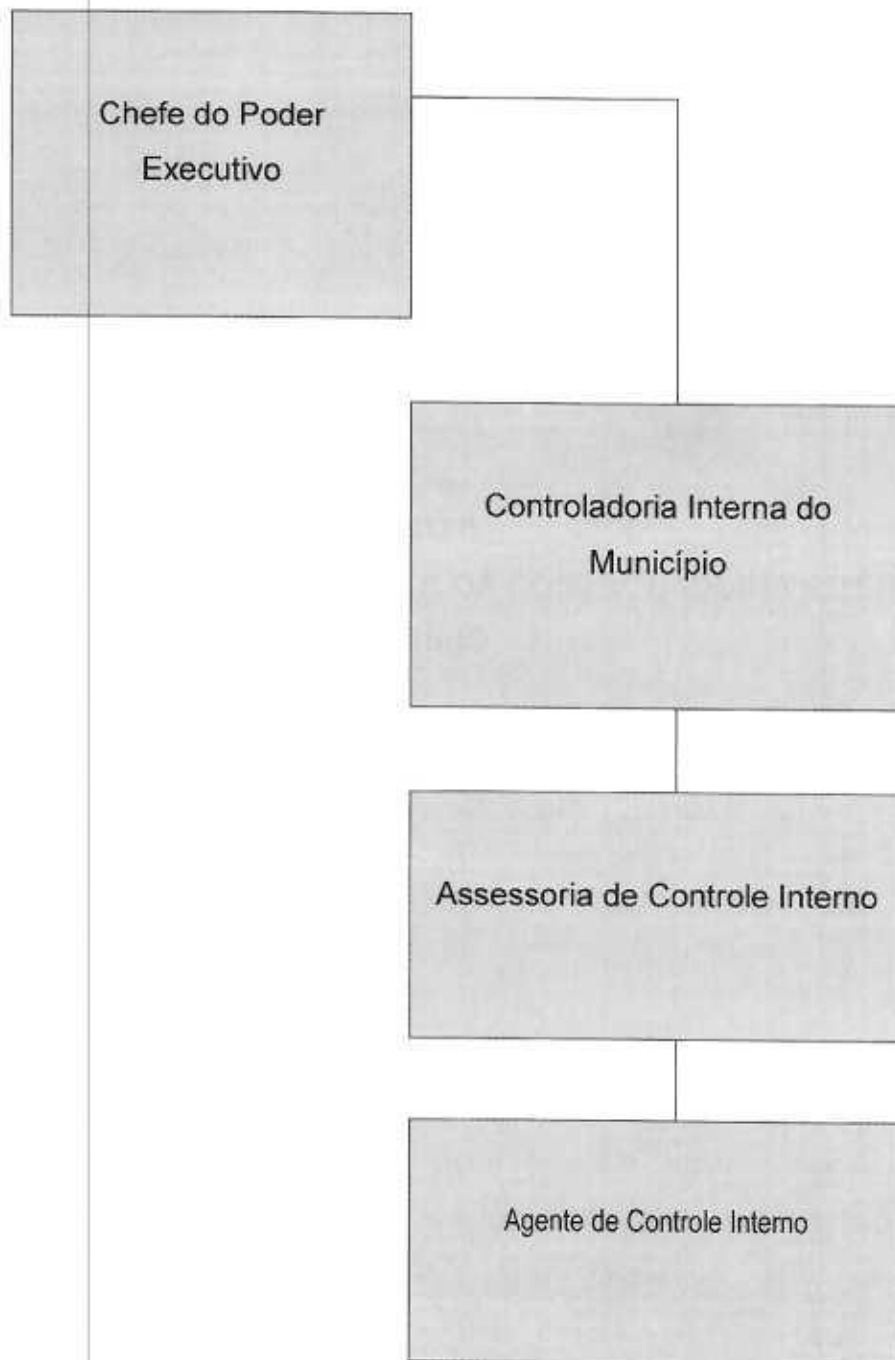 Chefe do Poder
Executivo
Controladoria Interna do
Município
Assessoria de Controle Interno
Agente de Controle Interno